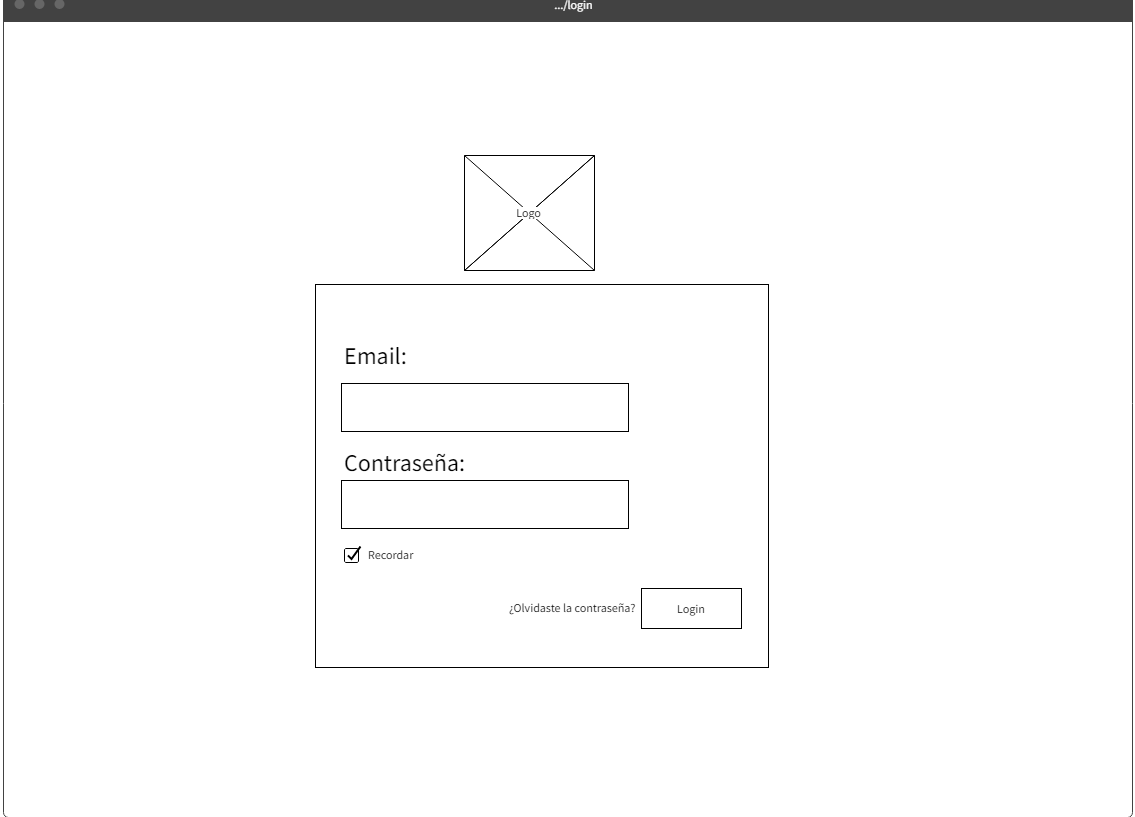 .../login
Logo
Email:
Contraseña:
Recordar
¿Olvidaste la contraseña?
Login